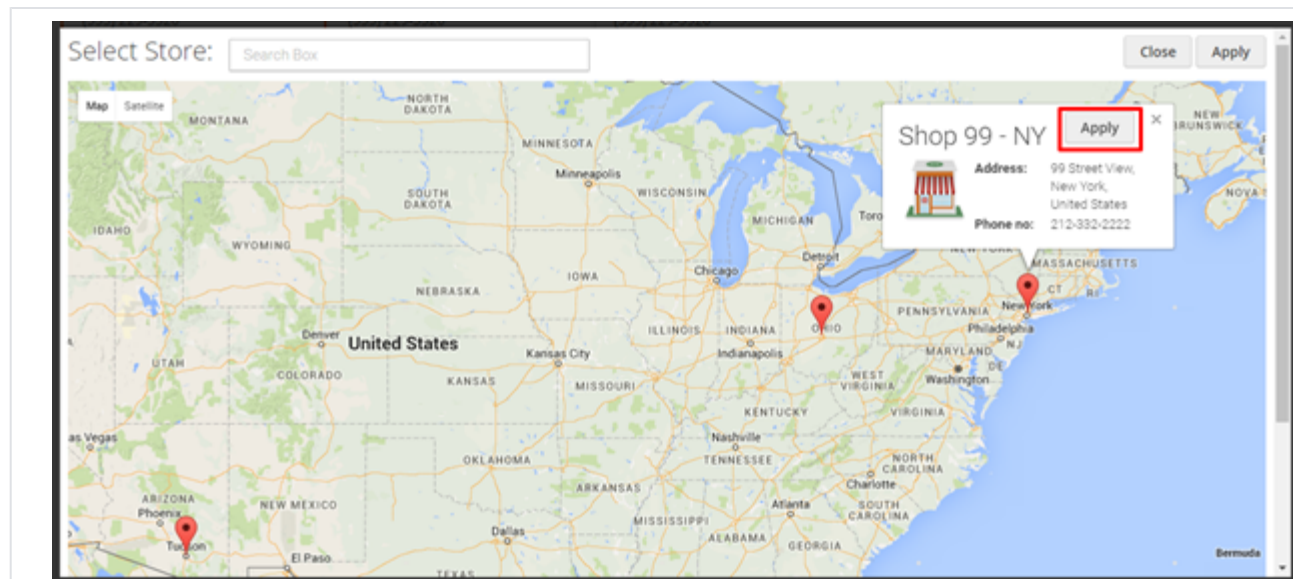 Select Store:
Search Box
Close
Apply
Map
Satellite
MONTANA
NORTH
DAKOTA
MINNESOTA
Minneapolis
SOUTH
DAKOTA
WISCONSIN
MICHIGAN
IDAHO
WYOMING
Shop 99 - NY
Apply
×
Address:
99 Street View,
New York,
United States
Phone no:
212-332-2222
NEW
BRUNSWICK
NOVA
Toro
Detroit
Chicago
IOWA
NEBRASKA
MASSACHUSETTS
CT
RI
New York
PENNSYLVANIA
Philadelphia
NJ
OHIO
ILLINOIS
INDIANA
Indianapolis
MARYLAND
DE
Washington
WEST
VIRGINIA
VIRGINIA
Denver
United States
Kansas City
UTAH
COLORADO
KANSAS
MISSOURI
KENTUCKY
as Vegas
Nashville
TENNESSEE
NORTH
CAROLINA
Charlotte
OKLAHOMA
ARKANSAS
ARIZONA
Phoenix
NEW MEXICO
Atlanta
SOUTH
CAROLINA
MISSISSIPPI
Dallas
ALABAMA
GEORGIA
Tucson
El Paso
TEXAS
Bermuda